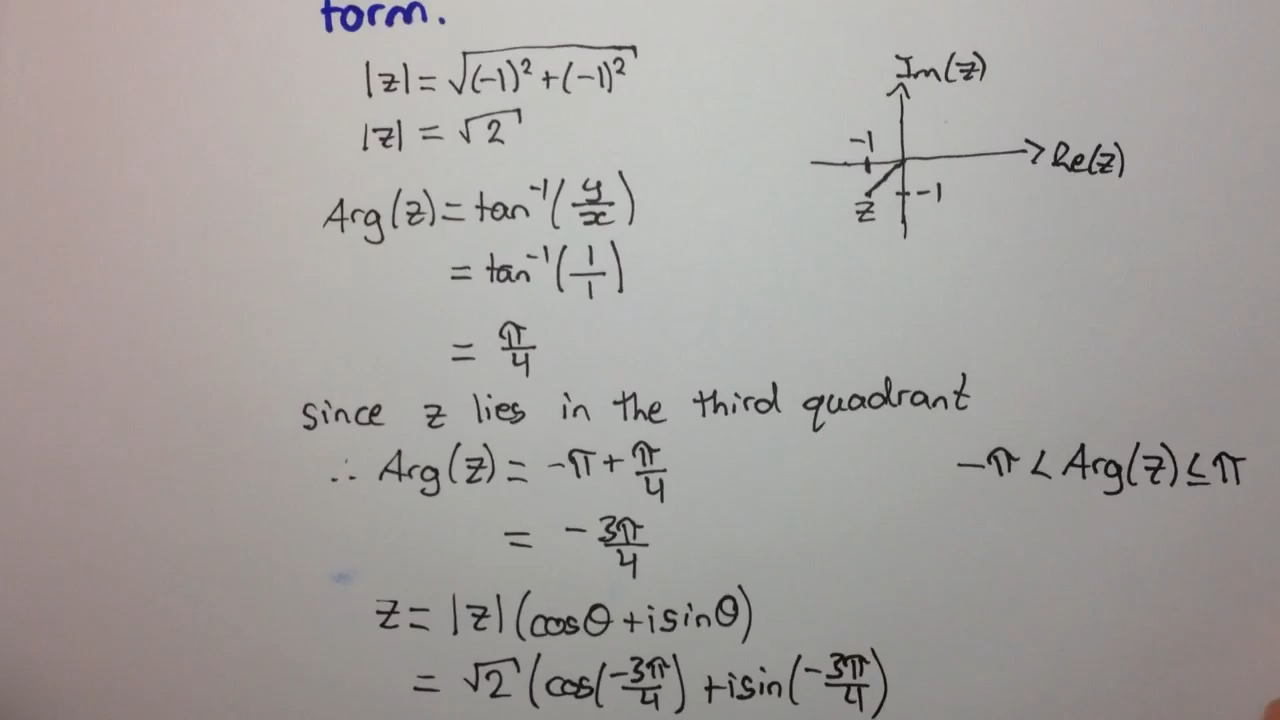 form.
|z| = √((-1)² + (-1)²)
|z| = √2
Arg(z) = tan⁻¹(y/x)
= tan⁻¹(1/1)
= π/4
Im(z)
-1
Re(z)
-1
z
since z lies in the third quadrant
∴ Arg(z) = -π + π/4
-π < Arg(z) ≤ π
= -3π/4
z = |z|(cosθ + isinθ)
= √2 (cos(-3π/4) + isin(-3π/4)